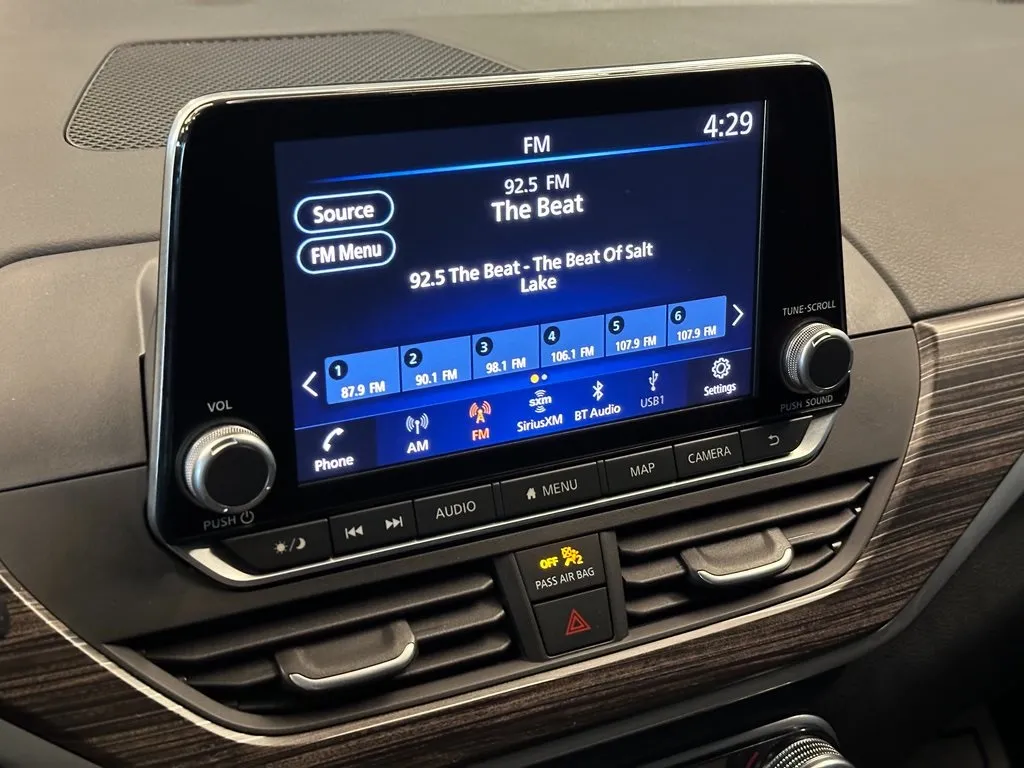 FM
4:29
Source
FM Menu
92.5 FM
The Beat
92.5 The Beat - The Beat Of Salt
Lake
1
87.9 FM
2
90.1 FM
3
98.1 FM
4
106.1 FM
5
107.9 FM
6
107.9 FM
Phone
AM
FM
sxm
SiriusXM
BT Audio
USB1
Settings
VOL
PUSH
TUNE·SCROLL
PUSH SOUND
AUDIO
MENU
MAP
CAMERA
OFF 2
PASS AIR BAG